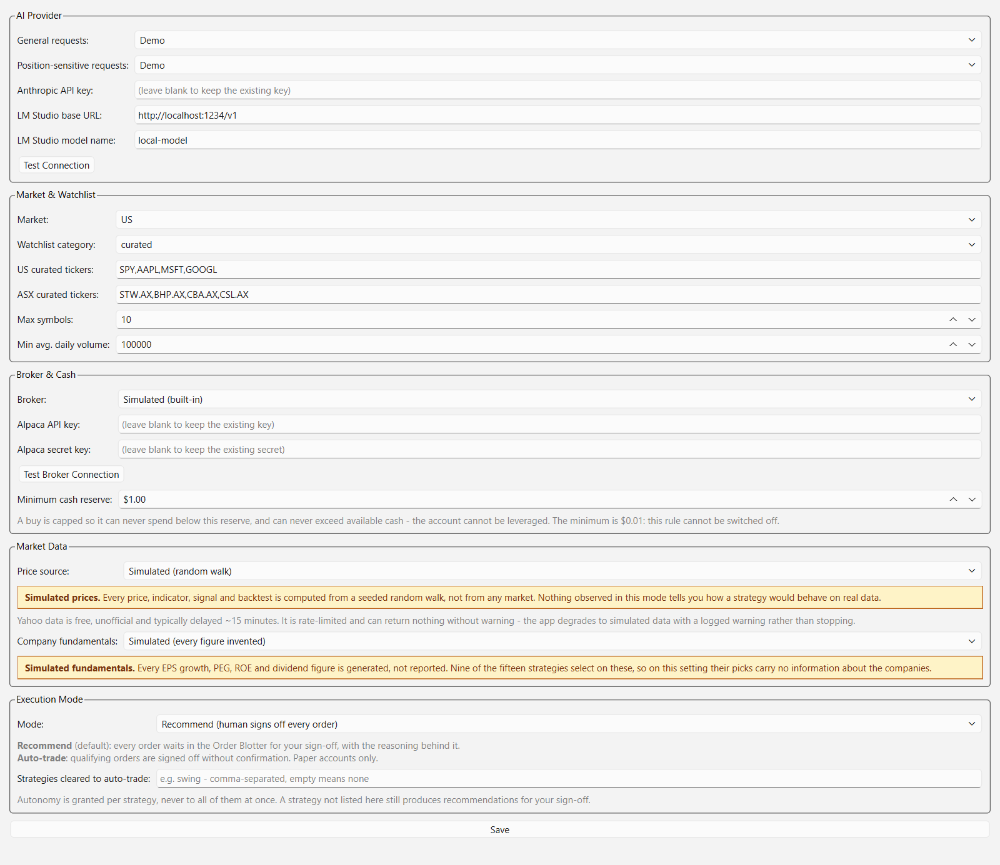 AI Provider
General requests: Demo
Position-sensitive requests: Demo
Anthropic API key: (leave blank to keep the existing key)
LM Studio base URL: http://localhost:1234/v1
LM Studio model name: local-model
Test Connection
Market & Watchlist
Market: US
Watchlist category: curated
US curated tickers: SPY,AAPL,MSFT,GOOGL
ASX curated tickers: STW.AX,BHP.AX,CBA.AX,CSL.AX
Max symbols: 10
Min avg. daily volume: 100000
Broker & Cash
Broker: Simulated (built-in)
Alpaca API key: (leave blank to keep the existing key)
Alpaca secret key: (leave blank to keep the existing secret)
Test Broker Connection
Minimum cash reserve: $1.00
A buy is capped so it can never spend below this reserve, and can never exceed available cash - the account cannot be leveraged. The minimum is $0.01: this rule cannot be switched off.
Market Data
Price source: Simulated (random walk)
Simulated prices. Every price, indicator, signal and backtest is computed from a seeded random walk, not from any market. Nothing observed in this mode tells you how a strategy would behave on real data.
Yahoo data is free, unofficial and typically delayed ~15 minutes. It is rate-limited and can return nothing without warning - the app degrades to simulated data with a logged warning rather than stopping.
Company fundamentals: Simulated (every figure invented)
Simulated fundamentals. Every EPS growth, PEG, ROE and dividend figure is generated, not reported. Nine of the fifteen strategies select on these, so on this setting their picks carry no information about the companies.
Execution Mode
Mode: Recommend (human signs off every order)
Recommend (default): every order waits in the Order Blotter for your sign-off, with the reasoning behind it.
Auto-trade: qualifying orders are signed off without confirmation. Paper accounts only.
Strategies cleared to auto-trade: e.g. swing - comma-separated, empty means none
Autonomy is granted per strategy, never to all of them at once. A strategy not listed here still produces recommendations for your sign-off.
Save